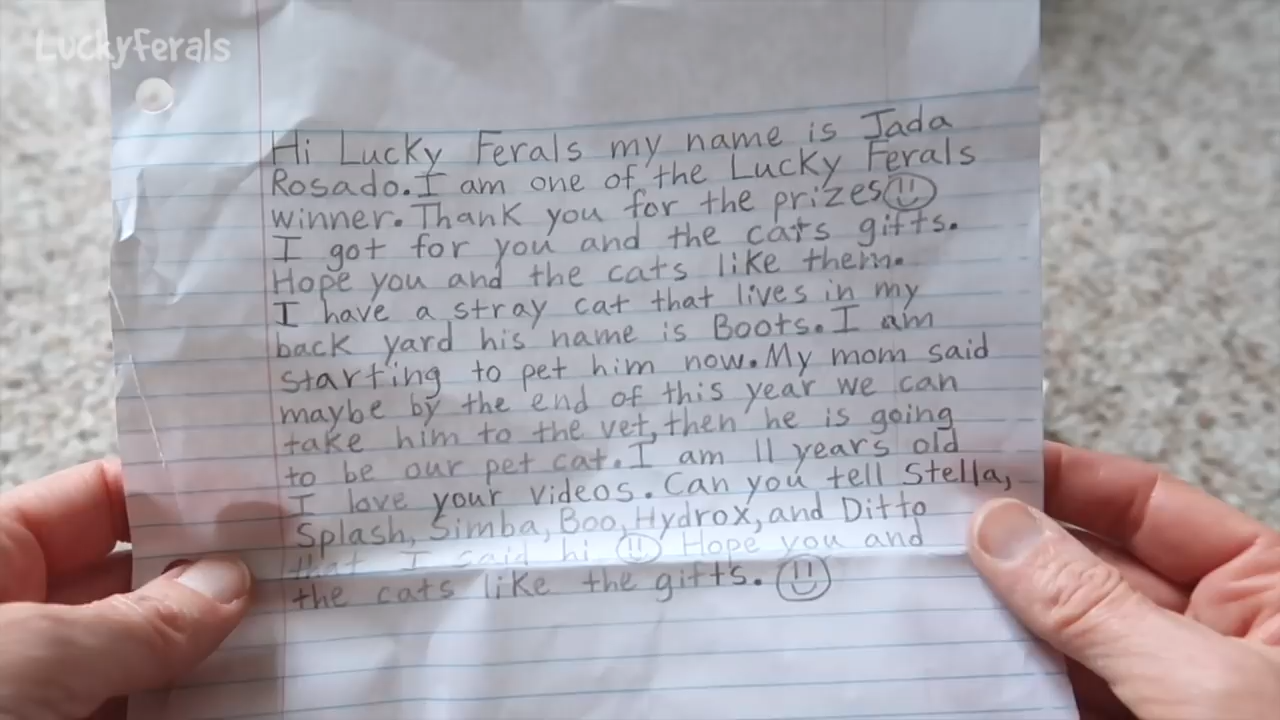 LuckyFerals
Hi Lucky Ferals my name is Jada
Rosado. I am one of the Lucky Ferals
winner. Thank you for the prizes
I got for you and the cats gifts.
Hope you and the cats like them.
I have a stray cat that lives in my
back yard his name is Boots. I am
starting to pet him now. My mom said
maybe by the end of this year we can
take him to the vet, then he is going
to be our pet cat. I am 11 years old
I love your videos. Can you tell Stella,
Splash, Simba, Boo, Hydrox, and Ditto
that I said hi Hope you and
the cats like the gifts.